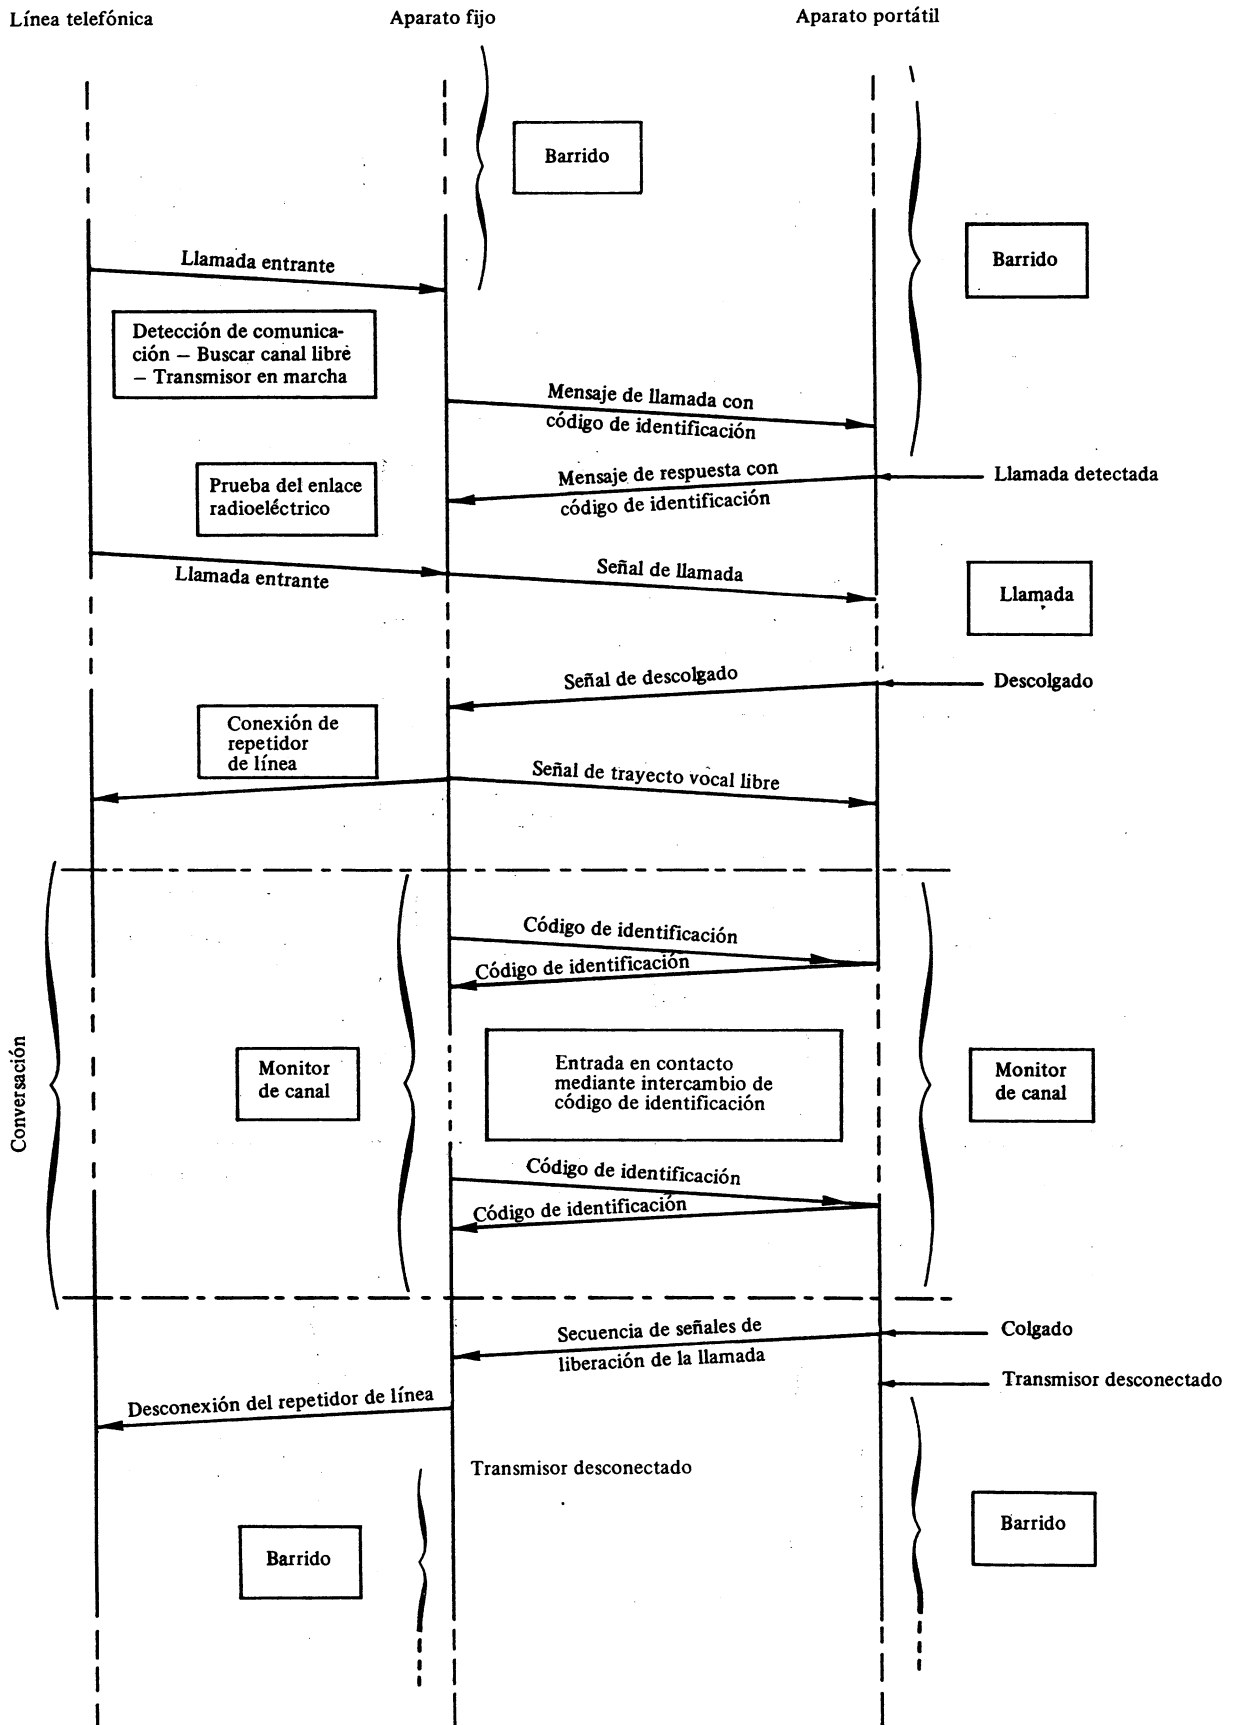 Línea telefónica
Aparato fijo
Aparato portátil
Barrido
Barrido
Llamada entrante
Detección de comunica-
ción — Buscar canal libre
— Transmisor en marcha
Mensaje de llamada con
código de identificación
Prueba del enlace
radioeléctrico
Mensaje de respuesta con
código de identificación
Llamada detectada
Llamada entrante
Señal de llamada
Llamada
Señal de descolgado
Descolgado
Conexión de
repetidor
de línea
Señal de trayecto vocal libre
Código de identificación
Código de identificación
Conversación
Monitor
de canal
Entrada en contacto
mediante intercambio de
código de identificación
Monitor
de canal
Código de identificación
Código de identificación
Secuencia de señales de
liberación de la llamada
Colgado
Transmisor desconectado
Desconexión del repetidor de línea
Transmisor desconectado
Barrido
Barrido